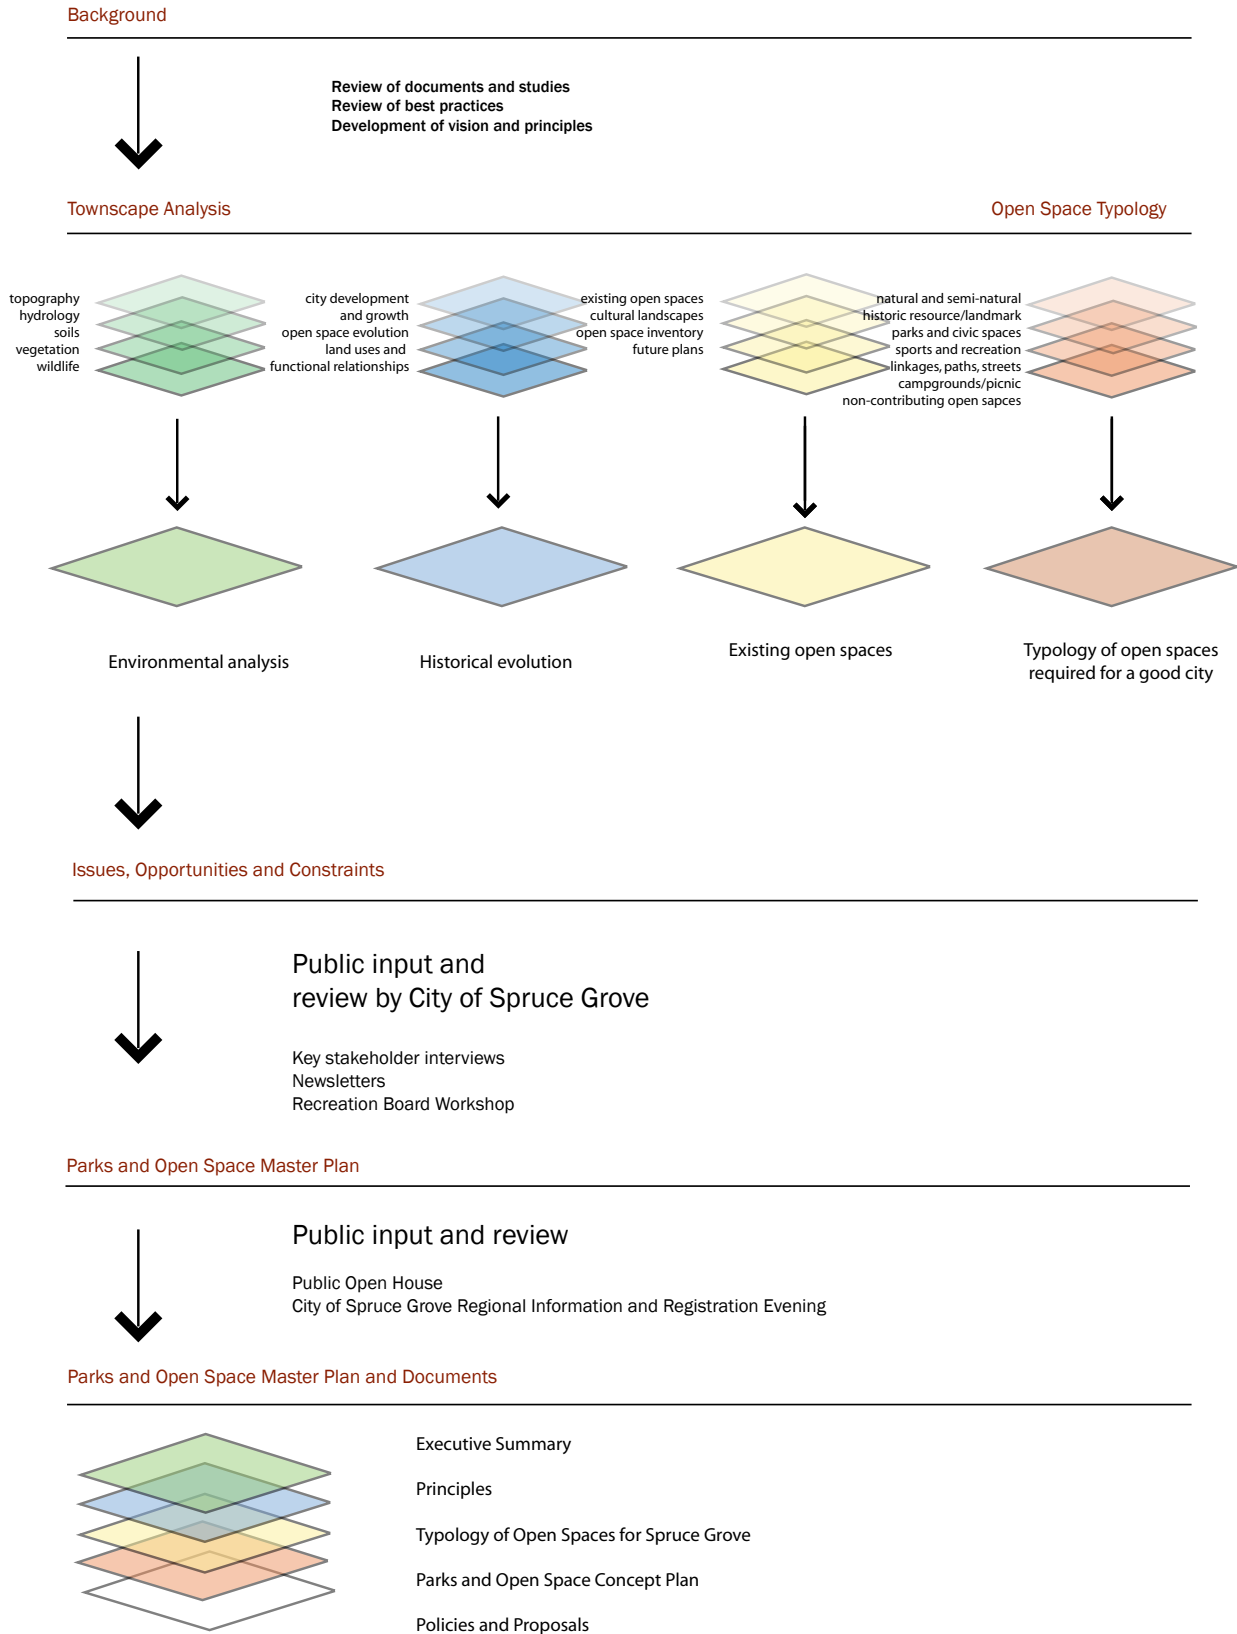 Background
Review of documents and studies
Review of best practices
Development of vision and principles
Townscape Analysis
Open Space Typology
topography
hydrology
soils
vegetation
wildlife
city development
and growth
open space evolution
land uses and
functional relationships
existing open spaces
cultural landscapes
open space inventory
future plans
natural and semi-natural
historic resource/landmark
parks and civic spaces
sports and recreation
linkages, paths, streets
campgrounds/picnic
non-contributing open sapces
Environmental analysis
Historical evolution
Existing open spaces
Typology of open spaces
required for a good city
Issues, Opportunities and Constraints
Public input and
review by City of Spruce Grove
Key stakeholder interviews
Newsletters
Recreation Board Workshop
Parks and Open Space Master Plan
Public input and review
Public Open House
City of Spruce Grove Regional Information and Registration Evening
Parks and Open Space Master Plan and Documents
Executive Summary
Principles
Typology of Open Spaces for Spruce Grove
Parks and Open Space Concept Plan
Policies and Proposals